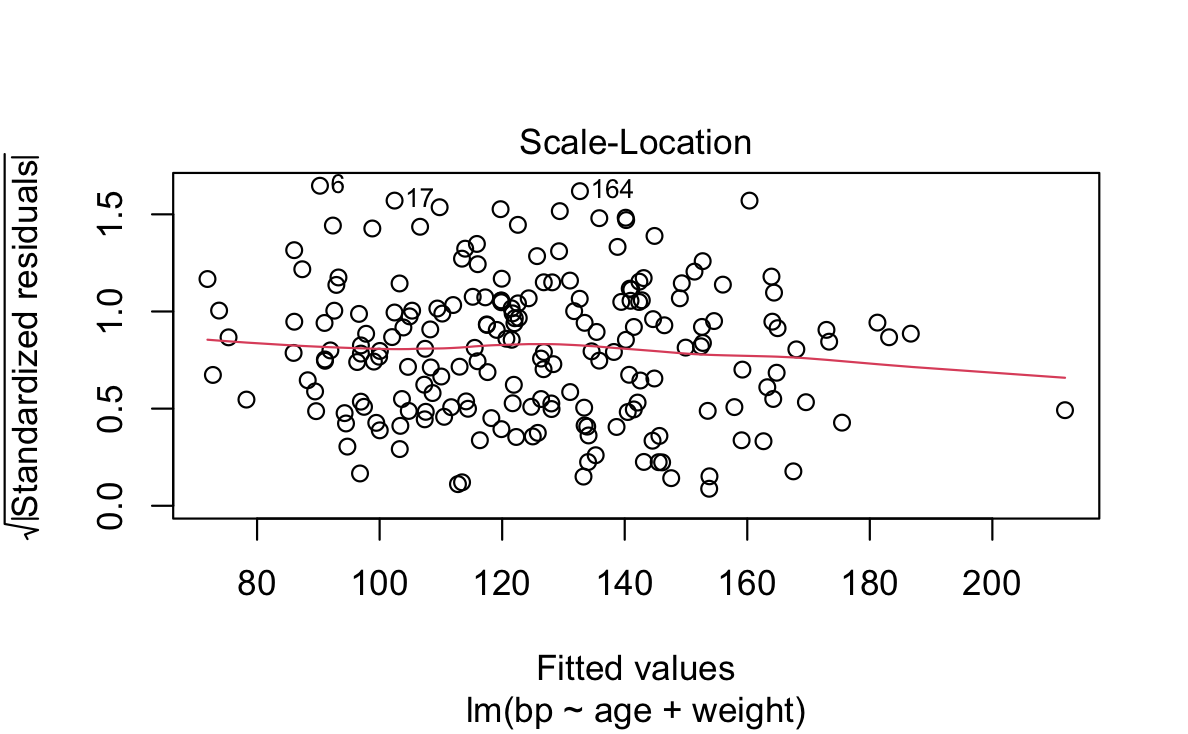 Scale-Location
√|Standardized residuals|
1.5
1.0
0.5
0.0
6
17
164
80 100 120 140 160 180 200
Fitted values
lm(bp ~ age + weight)